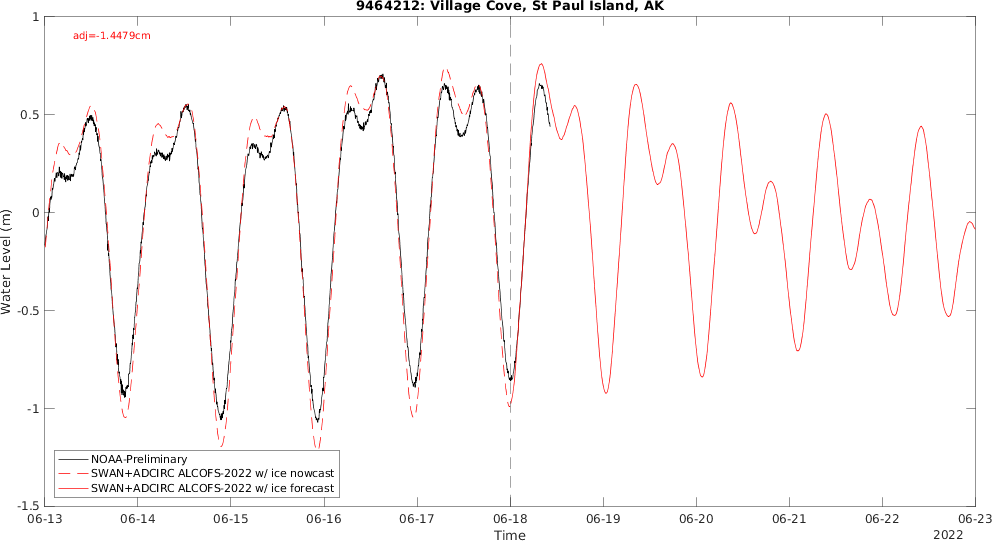 9464212: Village Cove, St Paul Island, AK
adj=-1.4479cm
1
0.5
0
-0.5
-1
-1.5
Water Level (m)
NOAA-Preliminary
SWAN+ADCIRC ALCOFS-2022 w/ ice nowcast
SWAN+ADCIRC ALCOFS-2022 w/ ice forecast
06-13 06-14 06-15 06-16 06-17 06-18 06-19 06-20 06-21 06-22 06-23
Time
2022